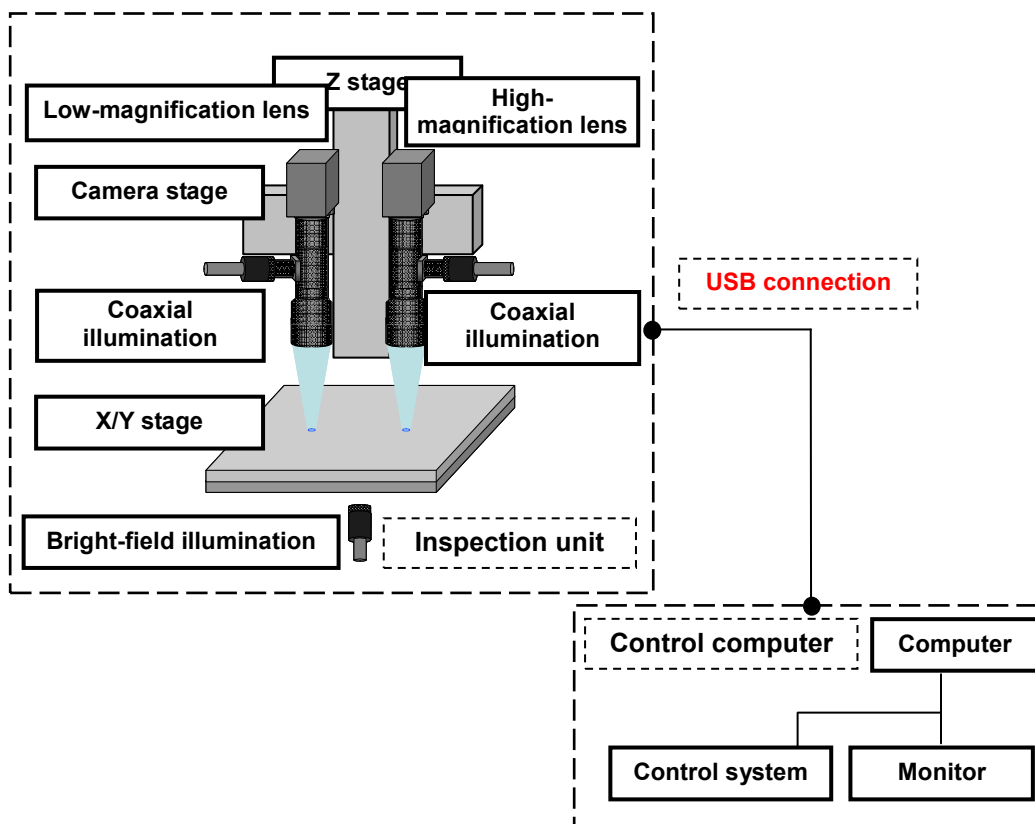 Z stage
Low-magnification lens
High-
magnification lens
Camera stage
USB connection
Coaxial
illumination
Coaxial
illumination
X/Y stage
Bright-field illumination
Inspection unit
Control computer
Computer
Control system
Monitor